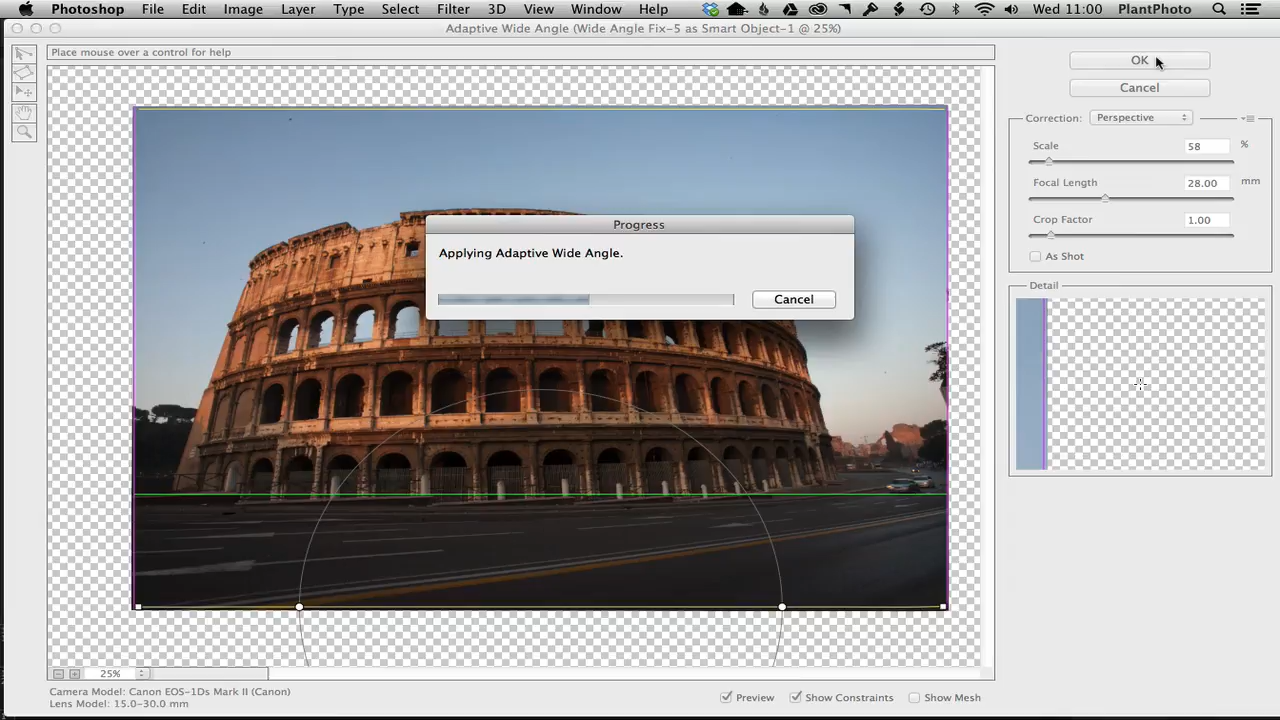 Photoshop File Edit Image Layer Type Select Filter 3D View Window Help Wed 11:00 PlantPhoto
Adaptive Wide Angle (Wide Angle Fix-5 as Smart Object-1 @ 25%)
Place mouse over a control for help
OK
Cancel
Correction: Perspective
Scale 58 %
Focal Length 28.00 mm
Crop Factor 1.00
As Shot
Detail
Progress
Applying Adaptive Wide Angle.
Cancel
25%
Camera Model: Canon EOS-1Ds Mark II (Canon)
Lens Model: 15.0-30.0 mm
Preview Show Constraints Show Mesh